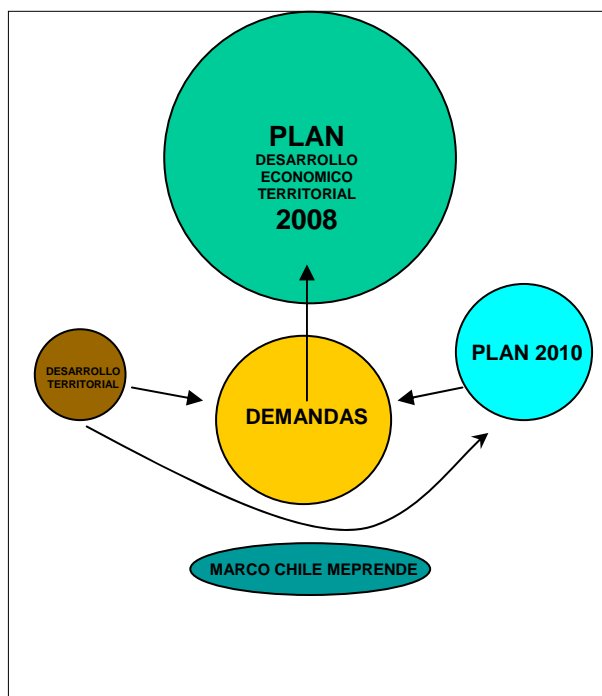 PLAN
DESARROLLO
ECONOMICO
TERRITORIAL
2008
PLAN 2010
DESARROLLO
TERRITORIAL
DEMANDAS
MARCO CHILE MEPRENDE